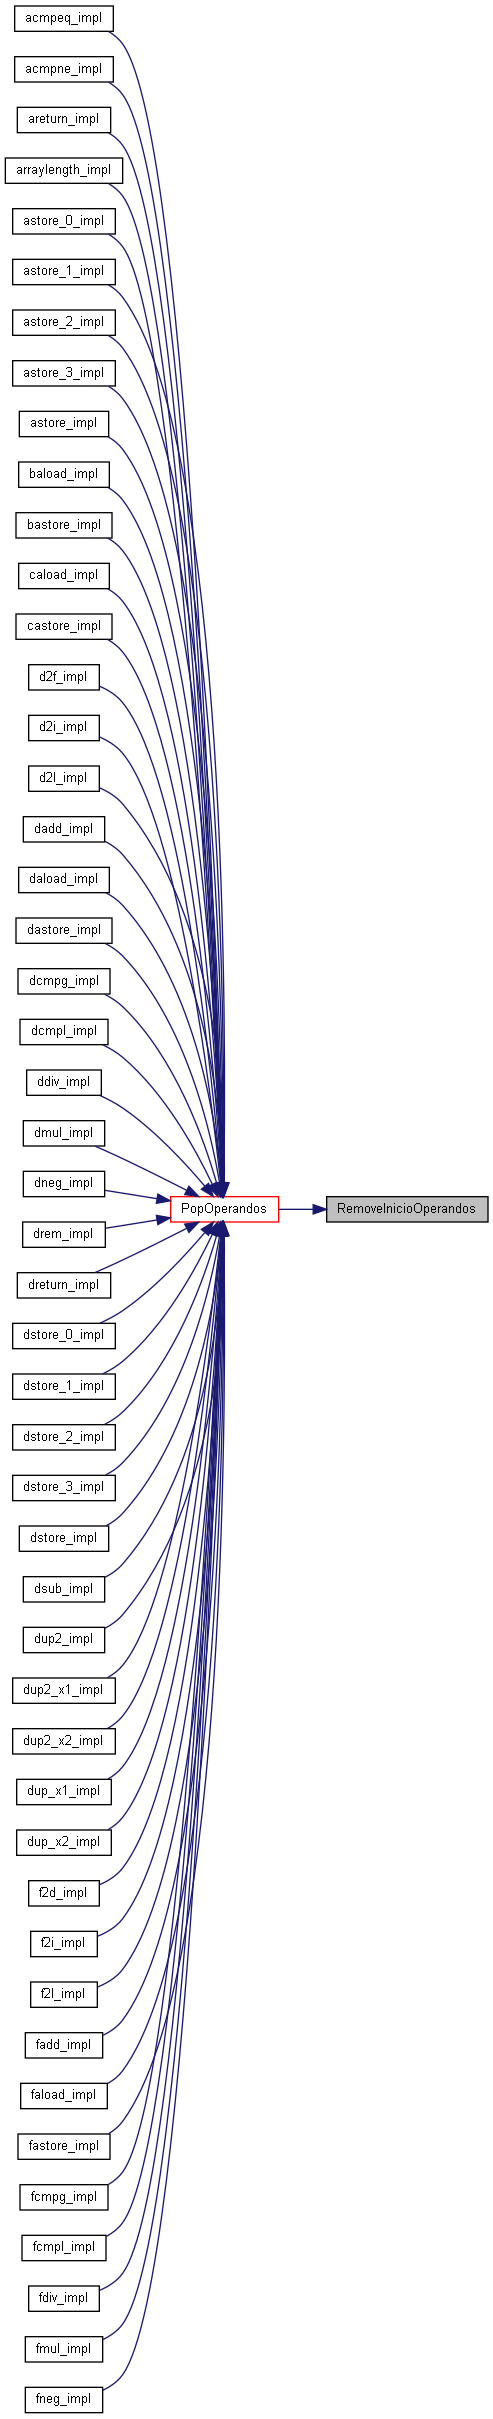 acmpeq_impl
acmpne_impl
areturn_impl
arraylength_impl
astore_0_impl
astore_1_impl
astore_2_impl
astore_3_impl
astore_impl
baload_impl
bastore_impl
caload_impl
castore_impl
d2f_impl
d2i_impl
d2l_impl
dadd_impl
daload_impl
dastore_impl
dcmpg_impl
dcmpl_impl
ddiv_impl
dmul_impl
dneg_impl
PopOperandos
RemoveInicioOperandos
drem_impl
dreturn_impl
dstore_0_impl
dstore_1_impl
dstore_2_impl
dstore_3_impl
dstore_impl
dsub_impl
dup2_impl
dup2_x1_impl
dup2_x2_impl
dup_x1_impl
dup_x2_impl
f2d_impl
f2i_impl
f2l_impl
fadd_impl
faload_impl
fastore_impl
fcmpg_impl
fcmpl_impl
fdiv_impl
fmul_impl
fneg_impl